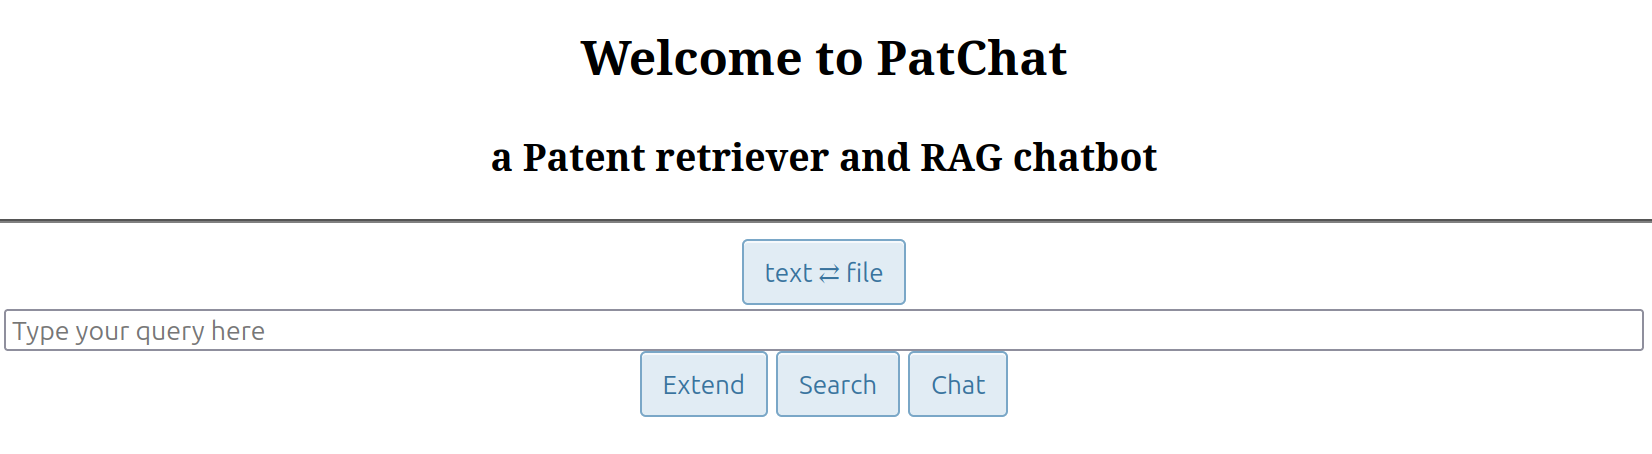 Welcome to PatChat
a Patent retriever and RAG chatbot
text ⇄ file
Type your query here
Extend Search Chat